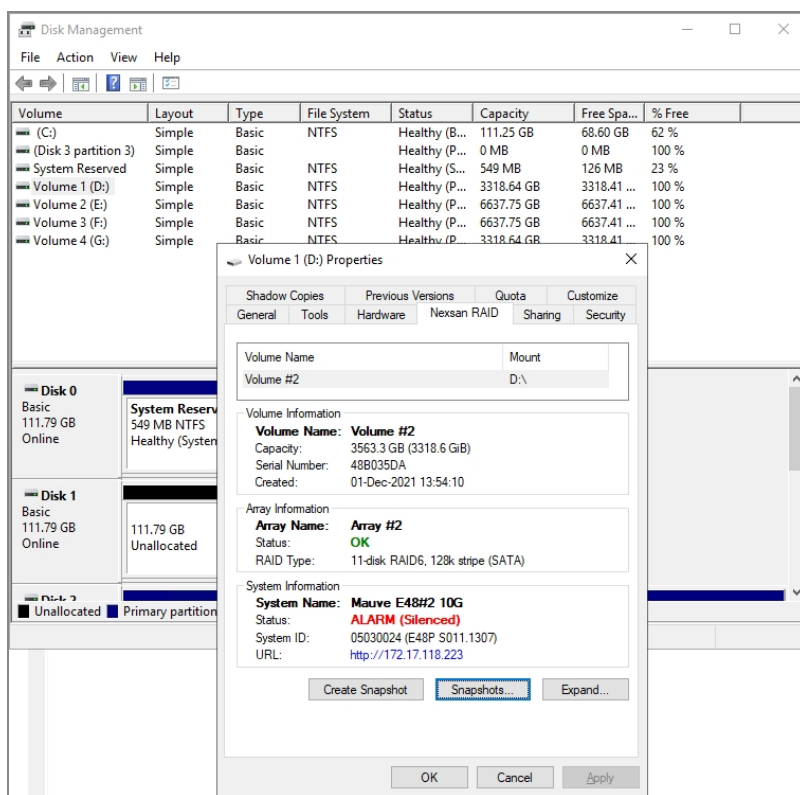 Disk Management
File Action View Help
Volume Layout Type File System Status Capacity Free Spa... % Free
(C:) Simple Basic NTFS Healthy (B... 111.25 GB 68.60 GB 62 %
(Disk 3 partition 3) Simple Basic Healthy (P... 0 MB 0 MB 100 %
System Reserved Simple Basic NTFS Healthy (S... 549 MB 126 MB 23 %
Volume 1 (D:) Simple Basic NTFS Healthy (P... 3318.64 GB 3318.41 ... 100 %
Volume 2 (E:) Simple Basic NTFS Healthy (P... 6637.75 GB 6637.41 ... 100 %
Volume 3 (F:) Simple Basic NTFS Healthy (P... 6637.75 GB 6637.41 ... 100 %
Volume 4 (G:) Simple Basic NTFS Healthy (P... 3318.64 GB 3318.41 ... 100 %
Volume 1 (D:) Properties
Shadow Copies Previous Versions Quota Customize
General Tools Hardware Nexsan RAID Sharing Security
Volume Name Mount
Volume #2 D:\
Volume Information
Volume Name: Volume #2
Capacity: 3563.3 GB (3318.6 GiB)
Serial Number: 48B035DA
Created: 01-Dec-2021 13:54:10
Array Information
Array Name: Array #2
Status: OK
RAID Type: 11-disk RAID6, 128k stripe (SATA)
System Information
System Name: Mauve E48#2 10G
Status: ALARM (Silenced)
System ID: 05030024 (E48P S011.1307)
URL: http://172.17.118.223
Create Snapshot Snapshots... Expand...
OK Cancel Apply
Disk 0
Basic
111.79 GB
Online
System Reserv
549 MB NTFS
Healthy (System
Disk 1
Basic
111.79 GB
Online
111.79 GB
Unallocated
Disk 2
Unallocated Primary partition